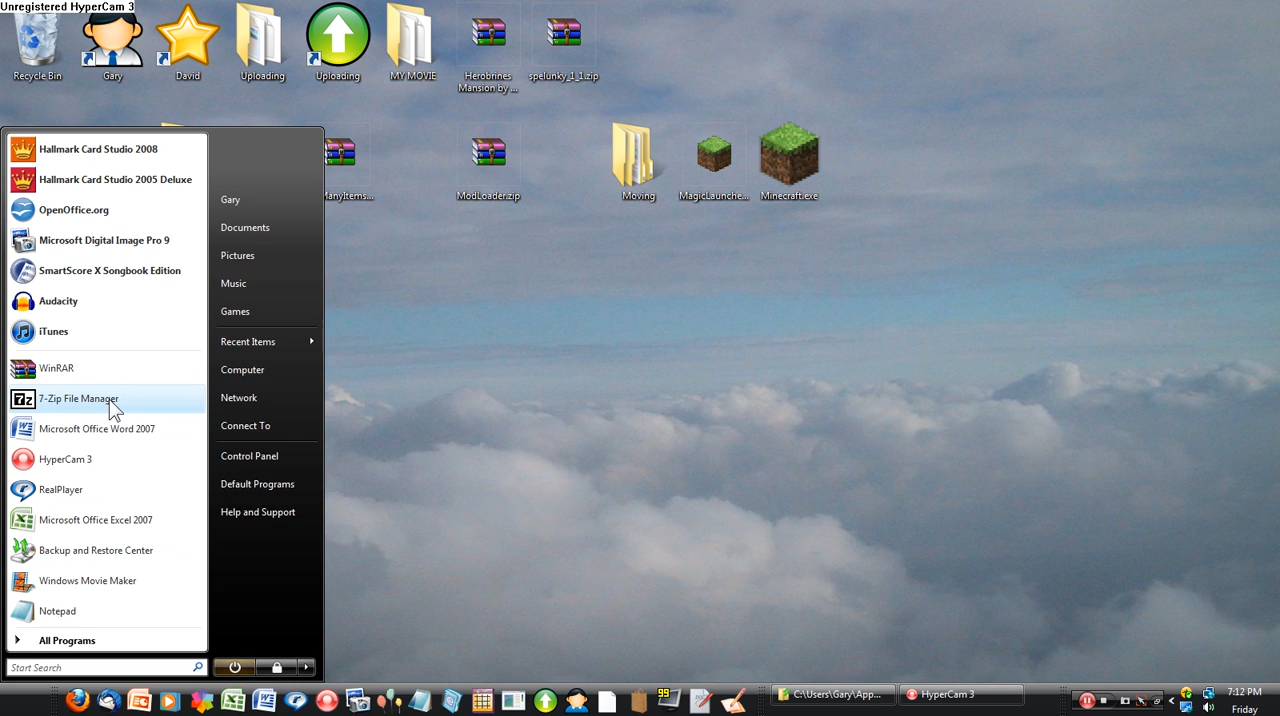 Unregistered HyperCam 3
Recycle Bin
Gary
David
Uploading
Uploading
MY MOVIE
Herobrines
Mansion by ...
spelunky_1_1.zip
ManyItems...
ModLoader.zip
Moving
MagicLaunche...
Minecraft.exe
Hallmark Card Studio 2008
Hallmark Card Studio 2005 Deluxe
OpenOffice.org
Microsoft Digital Image Pro 9
SmartScore X Songbook Edition
Audacity
iTunes
WinRAR
7-Zip File Manager
Microsoft Office Word 2007
HyperCam 3
RealPlayer
Microsoft Office Excel 2007
Backup and Restore Center
Windows Movie Maker
Notepad
All Programs
Start Search
Gary
Documents
Pictures
Music
Games
Recent Items
Computer
Network
Connect To
Control Panel
Default Programs
Help and Support
99
C:\Users\Gary\App...
HyperCam 3
7:12 PM
Friday